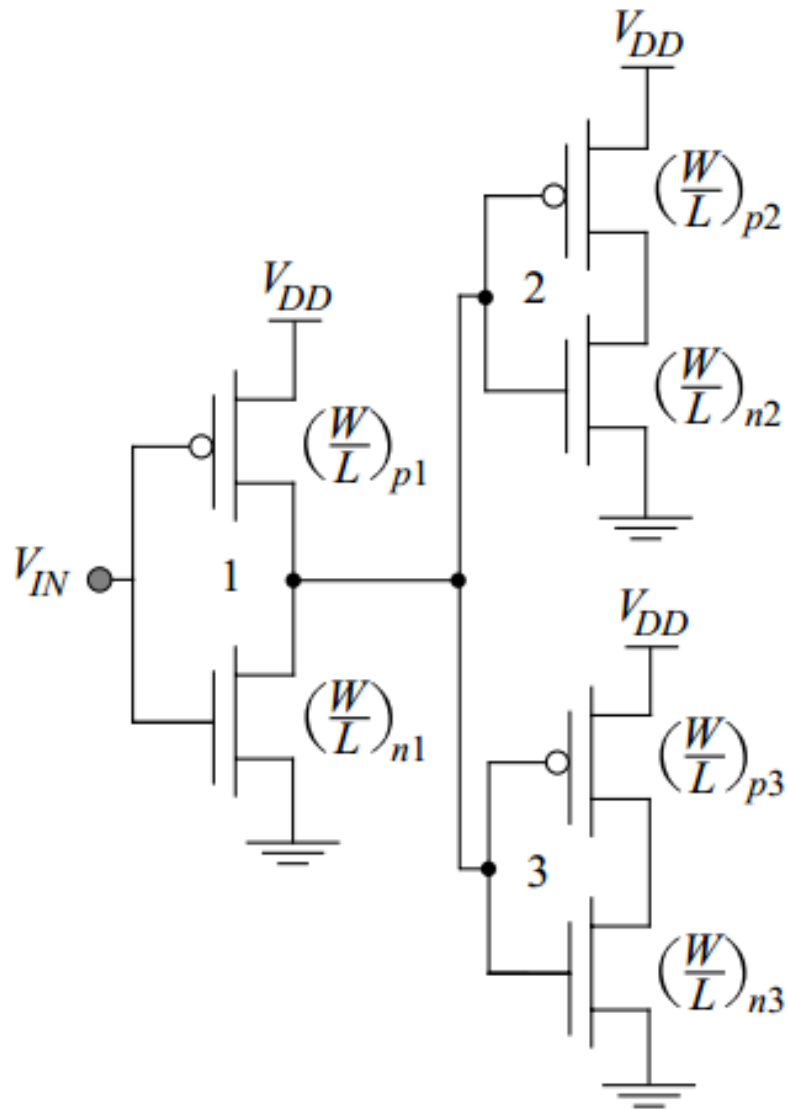 V_DD
(W/L)_p2
2
(W/L)_n2
V_DD
(W/L)_p1
V_IN
1
(W/L)_n1
V_DD
(W/L)_p3
3
(W/L)_n3